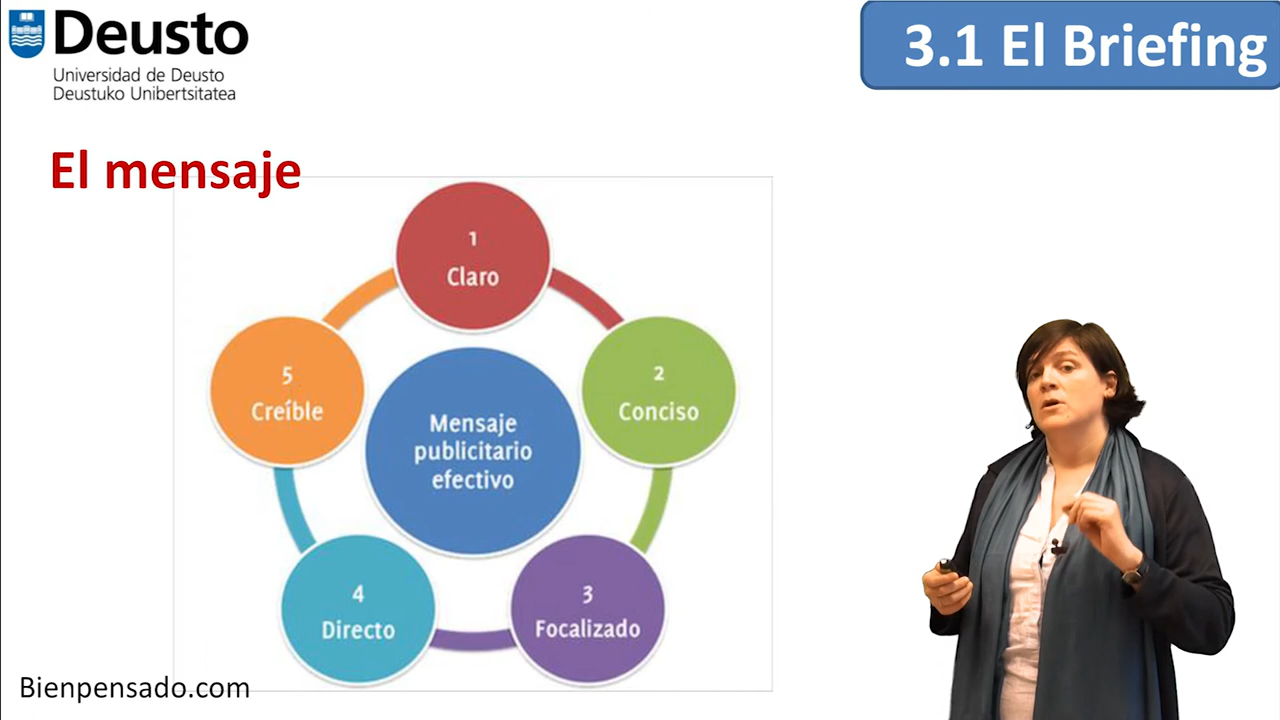 Deusto
Universidad de Deusto
Deustuko Unibertsitatea
3.1 El Briefing
El mensaje
1
Claro
2
Conciso
3
Focalizado
4
Directo
5
Creíble
Mensaje
publicitario
efectivo
Bienpensado.com